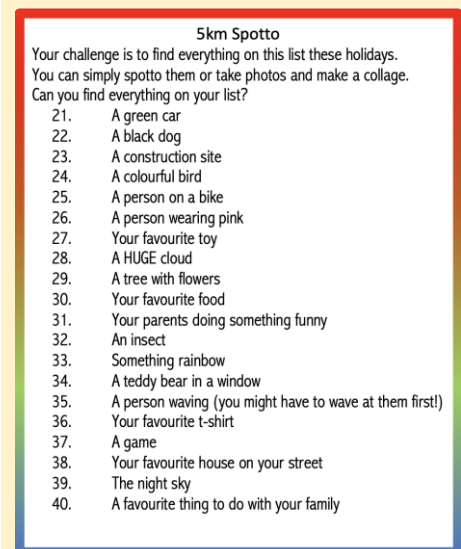 5km Spotto
Your challenge is to find everything on this list these holidays.
You can simply spotto them or take photos and make a collage.
Can you find everything on your list?
21. A green car
22. A black dog
23. A construction site
24. A colourful bird
25. A person on a bike
26. A person wearing pink
27. Your favourite toy
28. A HUGE cloud
29. A tree with flowers
30. Your favourite food
31. Your parents doing something funny
32. An insect
33. Something rainbow
34. A teddy bear in a window
35. A person waving (you might have to wave at them first!)
36. Your favourite t-shirt
37. A game
38. Your favourite house on your street
39. The night sky
40. A favourite thing to do with your family